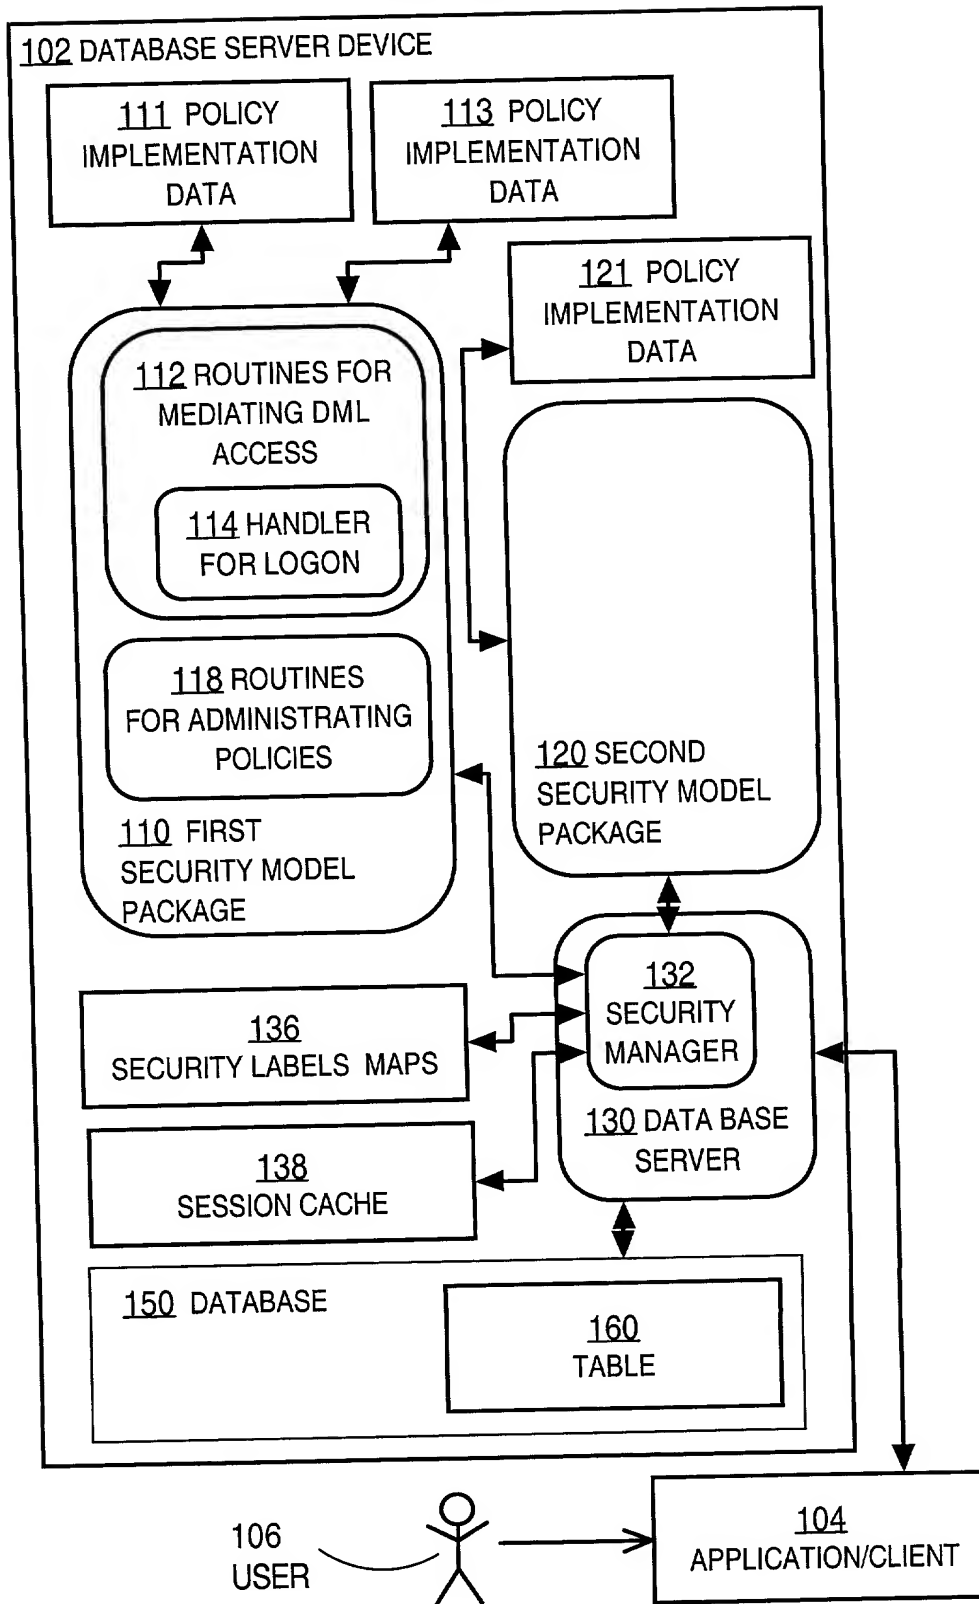 102 DATABASE SERVER DEVICE
111 POLICY
IMPLEMENTATION
DATA
113 POLICY
IMPLEMENTATION
DATA
121 POLICY
IMPLEMENTATION
DATA
112 ROUTINES FOR
MEDIATING DML
ACCESS
114 HANDLER
FOR LOGON
118 ROUTINES
FOR ADMINISTRATING
POLICIES
110 FIRST
SECURITY MODEL
PACKAGE
120 SECOND
SECURITY MODEL
PACKAGE
132
SECURITY
MANAGER
130 DATA BASE
SERVER
136
SECURITY LABELS MAPS
138
SESSION CACHE
150 DATABASE
160
TABLE
106
USER
104
APPLICATION/CLIENT